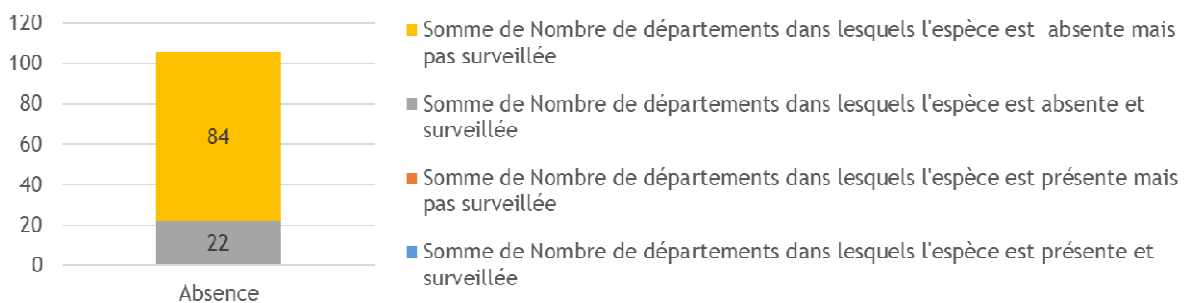 120
100
80
60
40
20
0
84
22
Absence
Somme de Nombre de départements dans lesquels l'espèce est absente mais
pas surveillée
Somme de Nombre de départements dans lesquels l'espèce est absente et
surveillée
Somme de Nombre de départements dans lesquels l'espèce est présente mais
pas surveillée
Somme de Nombre de départements dans lesquels l'espèce est présente et
surveillée